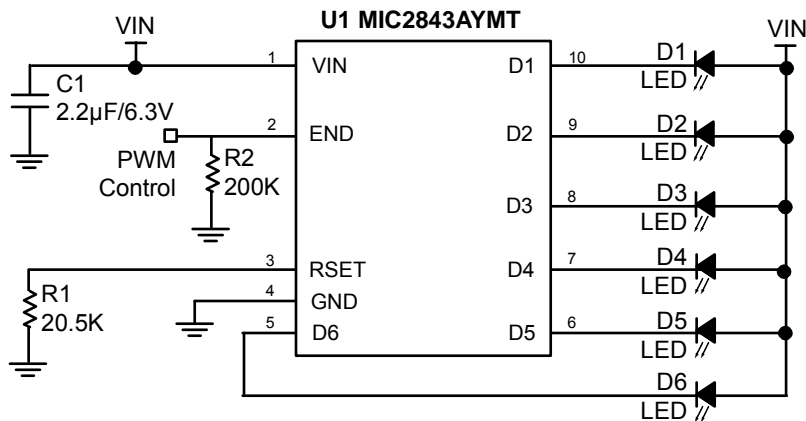 U1 MIC2843AYMT
VIN
VIN
C1
2.2µF/6.3V
1
VIN
D1
10
D1
LED
2
END
D2
9
D2
LED
PWM
Control
R2
200K
D3
8
D3
LED
3
RSET
D4
7
D4
LED
R1
20.5K
4
GND
5
D6
D5
6
D5
LED
D6
LED